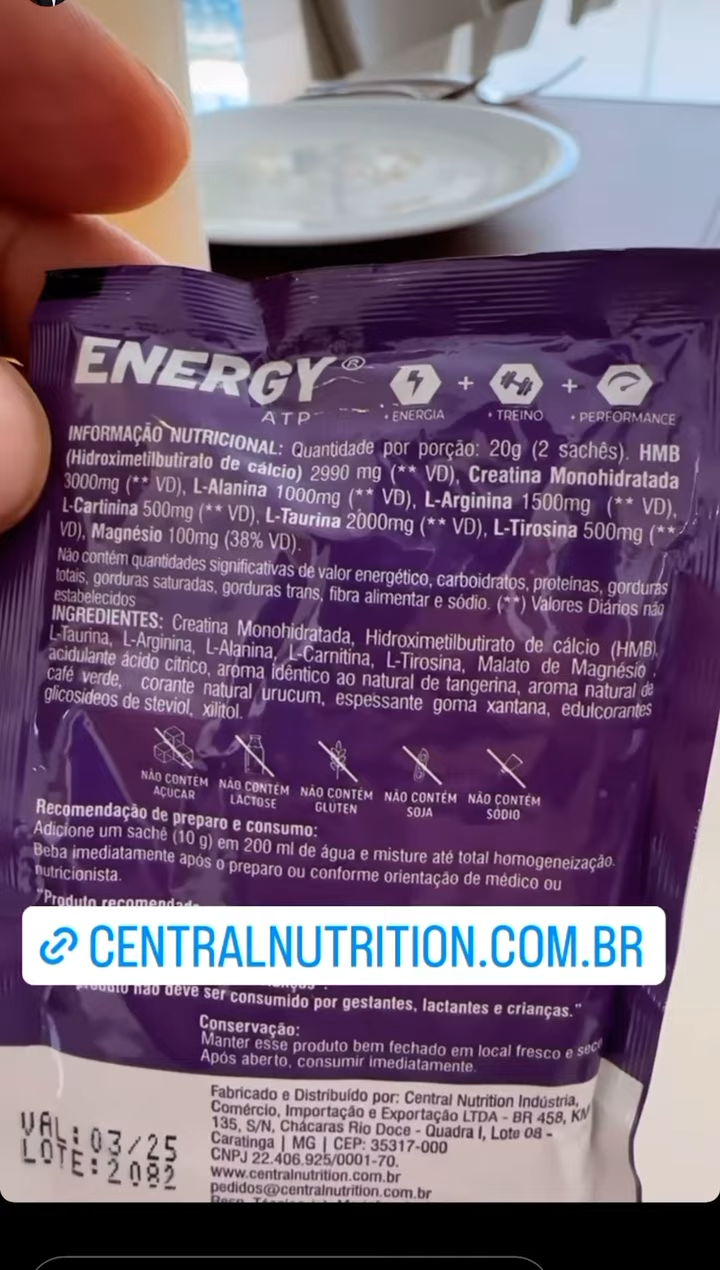 ENERGY®
ATP
• ENERGIA + • TREINO + • PERFORMANCE
INFORMAÇÃO NUTRICIONAL: Quantidade por porção: 20g (2 sachês). HMB
(Hidroximetilbutirato de cálcio) 2990 mg (** VD), Creatina Monohidratada
3000mg (** VD), L-Alanina 1000mg (** VD), L-Arginina 1500mg (** VD),
L-Cartinina 500mg (** VD), L-Taurina 2000mg (** VD), L-Tirosina 500mg (**
VD), Magnésio 100mg (38% VD).
Não contém quantidades significativas de valor energético, carboidratos, proteínas, gorduras
totais, gorduras saturadas, gorduras trans, fibra alimentar e sódio. (**) Valores Diários não
estabelecidos
INGREDIENTES: Creatina Monohidratada, Hidroximetilbutirato de cálcio (HMB),
L-Taurina, L-Arginina, L-Alanina, L-Carnitina, L-Tirosina, Malato de Magnésio,
acidulante ácido cítrico, aroma idêntico ao natural de tangerina, aroma natural de
café verde, corante natural urucum, espessante goma xantana, edulcorantes
glicosídeos de steviol, xilitol.
NÃO CONTÉM AÇÚCAR
NÃO CONTÉM LACTOSE
NÃO CONTÉM GLÚTEN
NÃO CONTÉM SOJA
NÃO CONTÉM SÓDIO
Recomendação de preparo e consumo:
Adicione um sachê (10 g) em 200 ml de água e misture até total homogeneização.
Beba imediatamente após o preparo ou conforme orientação de médico ou
nutricionista.
"Produto
CENTRALNUTRITION.COM.BR
produto não deve ser consumido por gestantes, lactantes e crianças."
Conservação:
Manter esse produto bem fechado em local fresco e seco
Após aberto, consumir imediatamente.
Fabricado e Distribuído por: Central Nutrition Indústria,
Comércio, Importação e Exportação LTDA - BR 458, KM
135, S/N, Chácaras Rio Doce - Quadra I, Lote 08 -
Caratinga | MG | CEP: 35317-000
CNPJ 22.406.925/0001-70.
www.centralnutrition.com.br
pedidos@centralnutrition.com.br
VAL:03/25
LOTE:2082